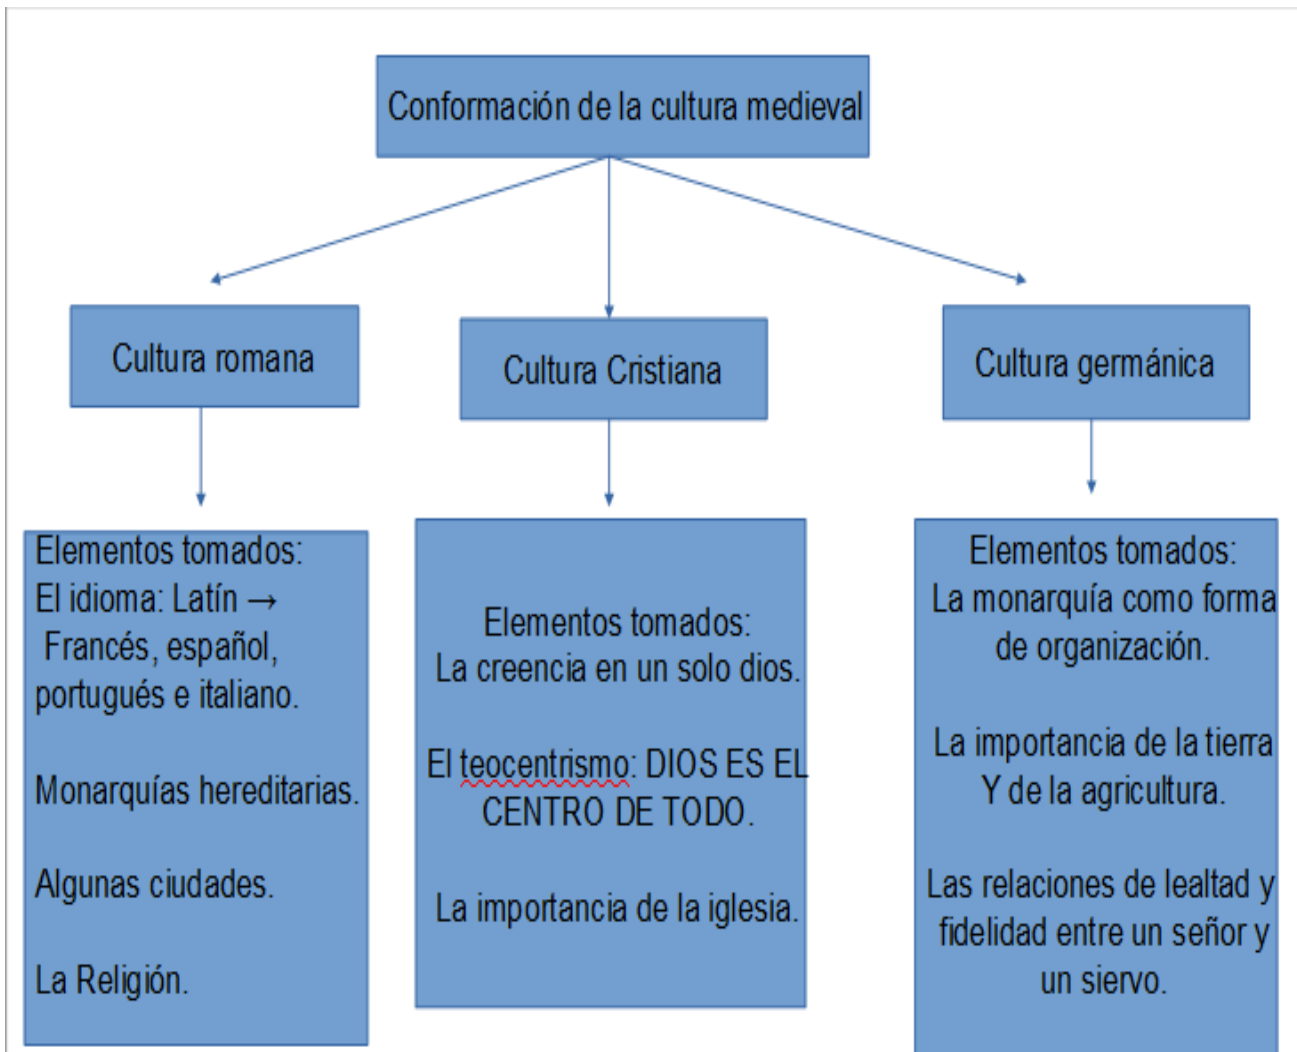 Conformación de la cultura medieval
Cultura romana
Cultura Cristiana
Cultura germánica
Elementos tomados:
El idioma: Latín →
Francés, español,
portugués e italiano.
Monarquías hereditarias.
Algunas ciudades.
La Religión.
Elementos tomados:
La creencia en un solo dios.
El teocentrismo: DIOS ES EL
CENTRO DE TODO.
La importancia de la iglesia.
Elementos tomados:
La monarquía como forma
de organización.
La importancia de la tierra
Y de la agricultura.
Las relaciones de lealtad y
fidelidad entre un señor y
un siervo.